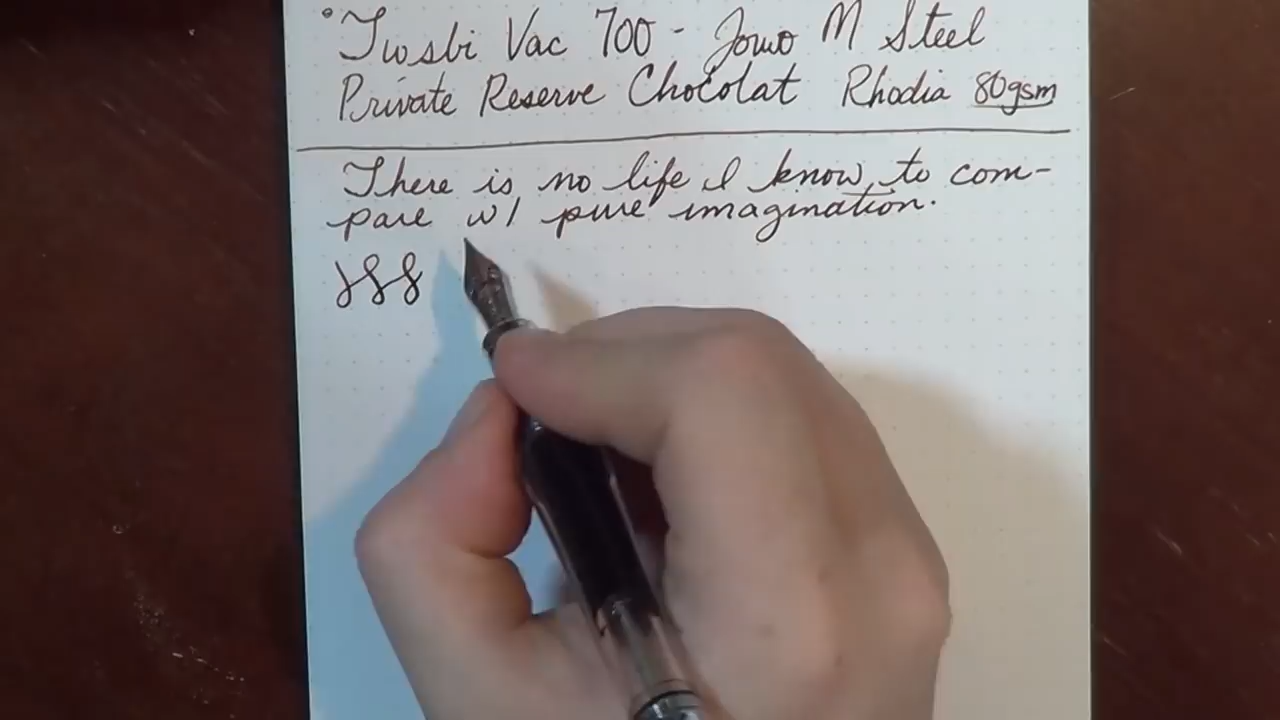 ° Twsbi Vac 700 - Jowo M Steel
Private Reserve Chocolat Rhodia 80gsm
There is no life I know to com-
pare w/ pure imagination.